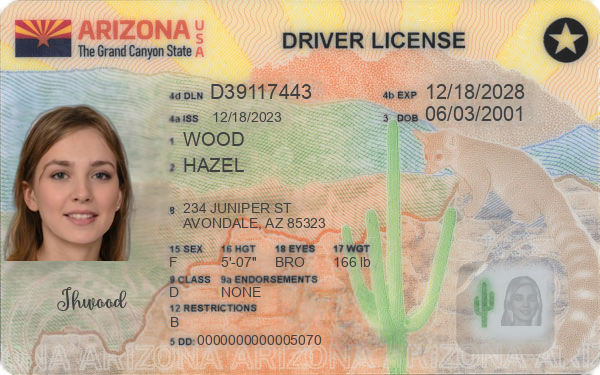 ARIZONA USA
The Grand Canyon State
DRIVER LICENSE
4d DLN D39117443
4b EXP 12/18/2028
4a ISS 12/18/2023
3 DOB 06/03/2001
1 WOOD
2 HAZEL
8 234 JUNIPER ST
AVONDALE, AZ 85323
15 SEX 16 HGT 18 EYES 17 WGT
F 5'-07" BRO 166 lb
9 CLASS 9a ENDORSEMENTS
D NONE
12 RESTRICTIONS
B
Jhwood
5 DD: 0000000000005070
ARIZONA ARIZONA ARIZONA ARIZONA